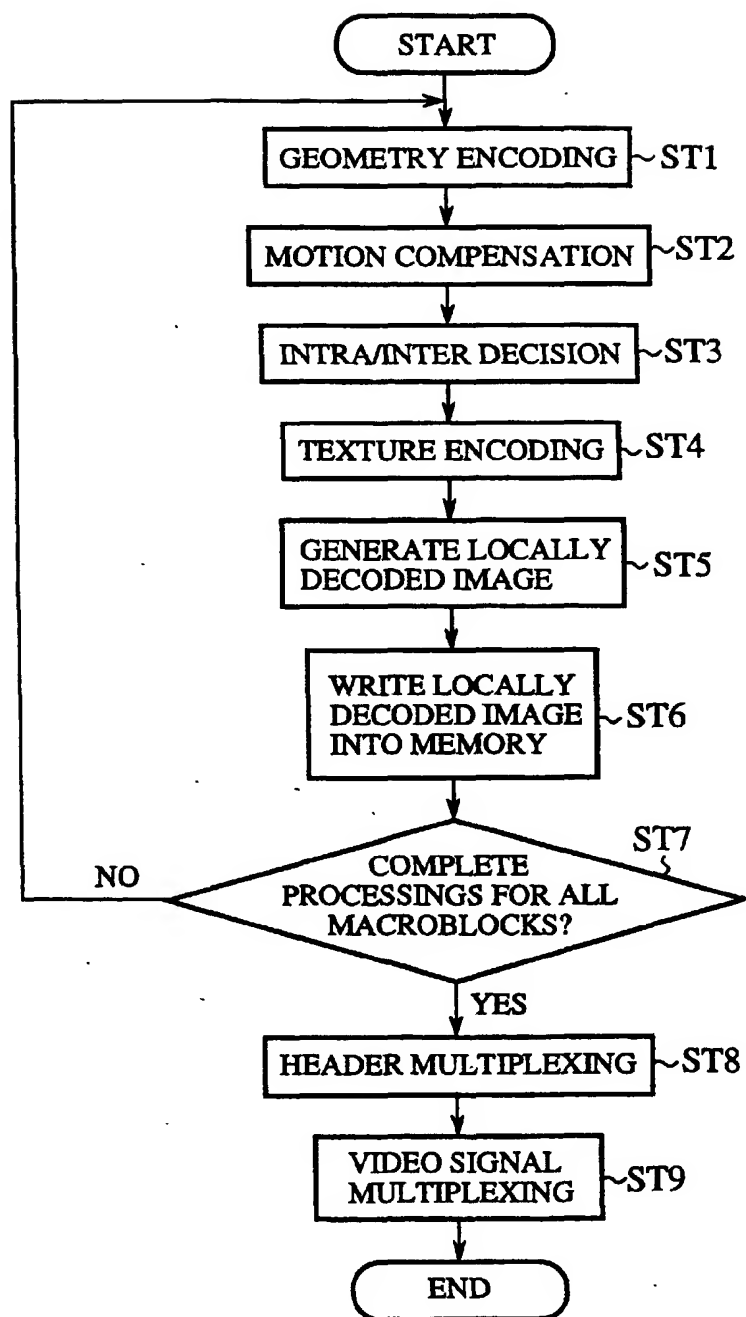 START
GEOMETRY ENCODING
~ST1
MOTION COMPENSATION
~ST2
INTRA/INTER DECISION
~ST3
TEXTURE ENCODING
~ST4
GENERATE LOCALLY
DECODED IMAGE
~ST5
WRITE LOCALLY
DECODED IMAGE
INTO MEMORY
~ST6
ST7
NO
COMPLETE
PROCESSINGS FOR ALL
MACROBLOCKS?
YES
HEADER MULTIPLEXING
~ST8
VIDEO SIGNAL
MULTIPLEXING
~ST9
END